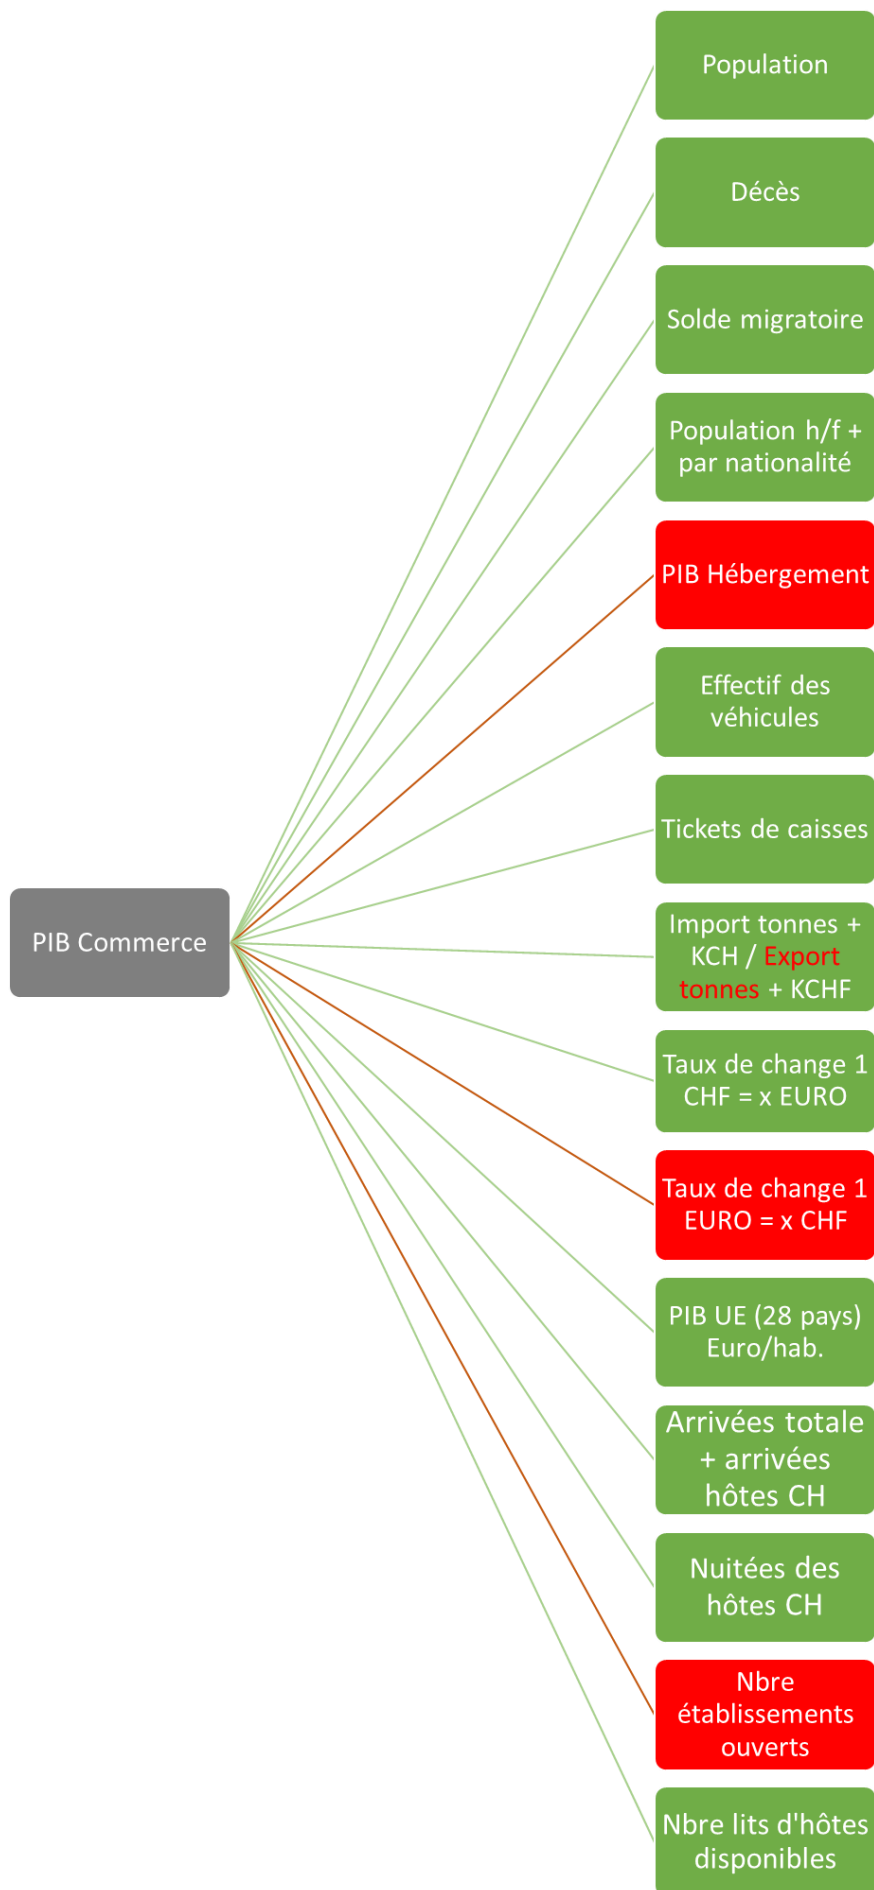 Population
Décès
Solde migratoire
Population h/f +
par nationalité
PIB Hébergement
Effectif des
véhicules
Tickets de caisses
PIB Commerce
Import tonnes +
KCH / Export
tonnes + KCHF
Taux de change 1
CHF = x EURO
Taux de change 1
EURO = x CHF
PIB UE (28 pays)
Euro/hab.
Arrivées totale
+ arrivées
hôtes CH
Nuitées des
hôtes CH
Nbre
établissements
ouverts
Nbre lits d'hôtes
disponibles